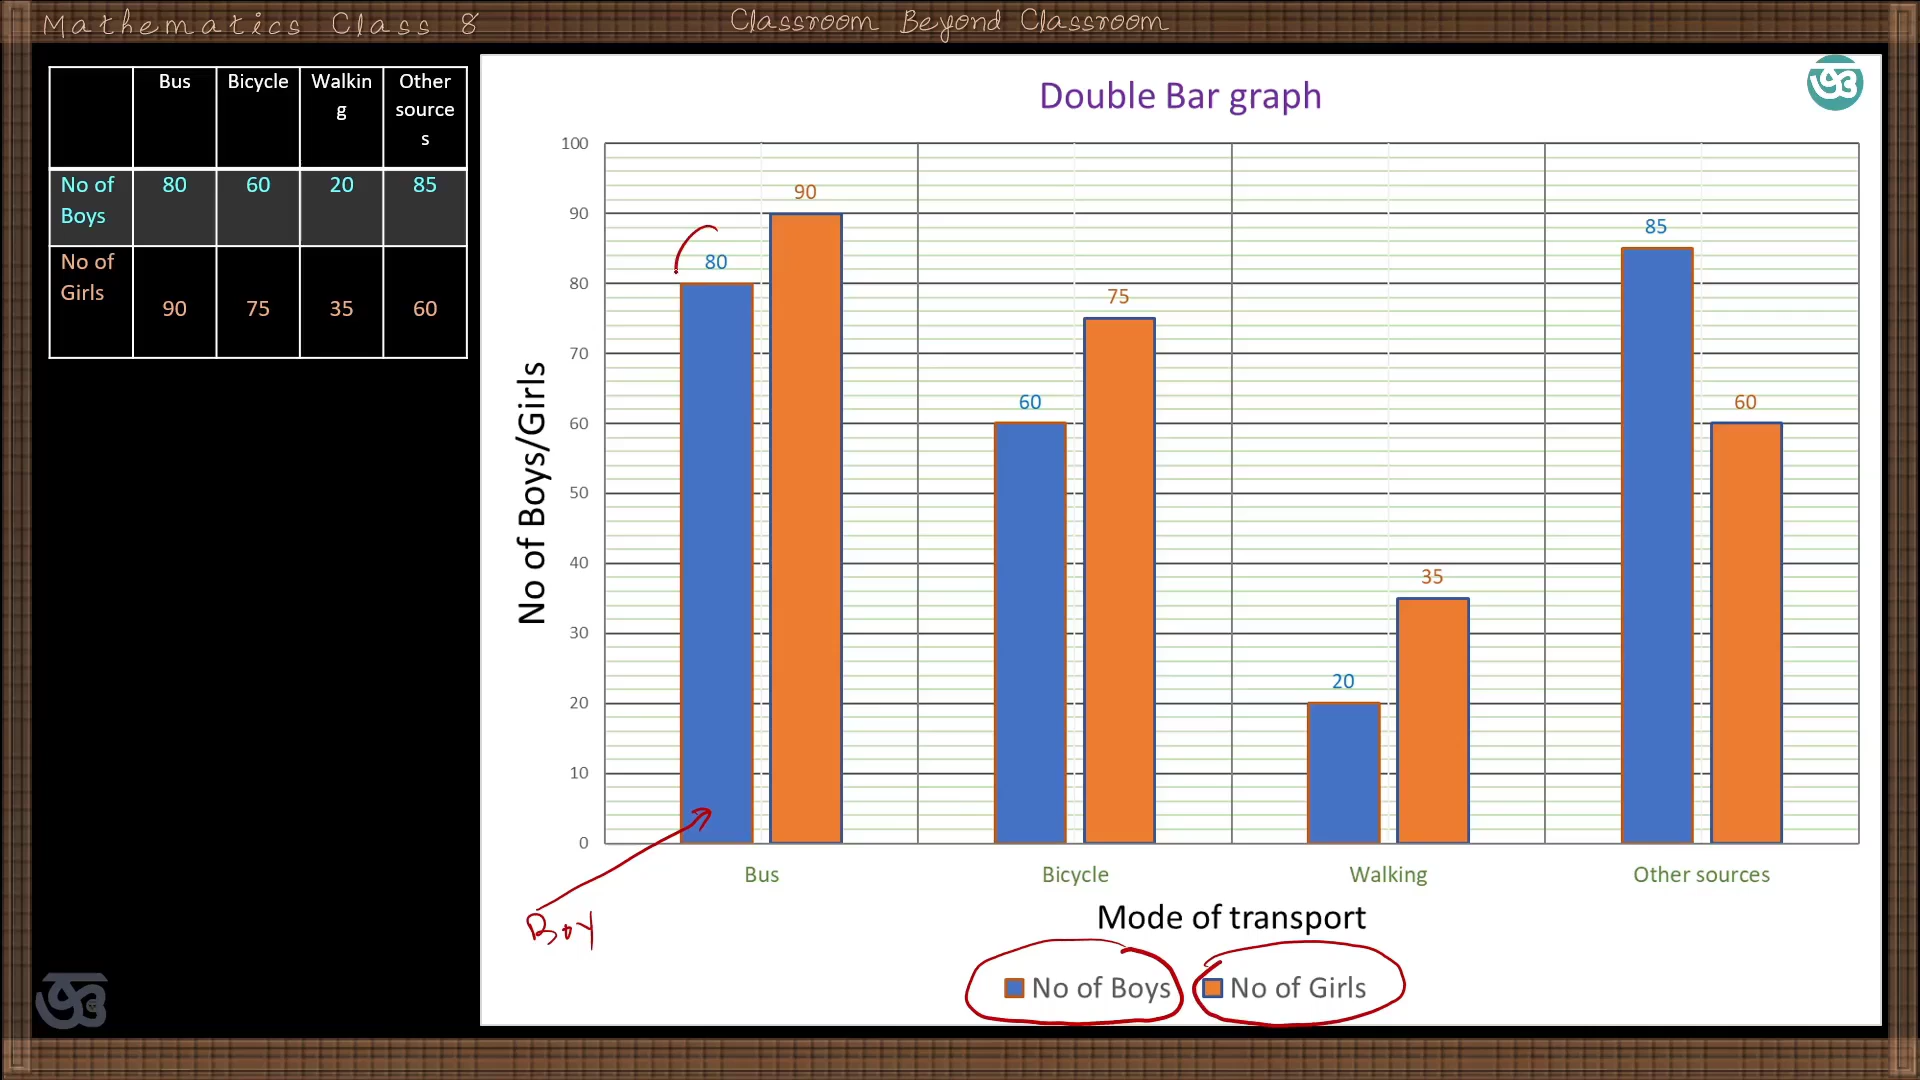 Mathematics Class 8
Classroom Beyond Classroom
Bus Bicycle Walkin Other
g source
s
No of 80 60 20 85
Boys
No of
Girls
90 75 35 60
Double Bar graph
100
90
80
70
60
50
40
30
20
10
0
No of Boys/Girls
80 90
60 75
20 35
85 60
Bus Bicycle Walking Other sources
Mode of transport
Boy
No of Boys No of Girls